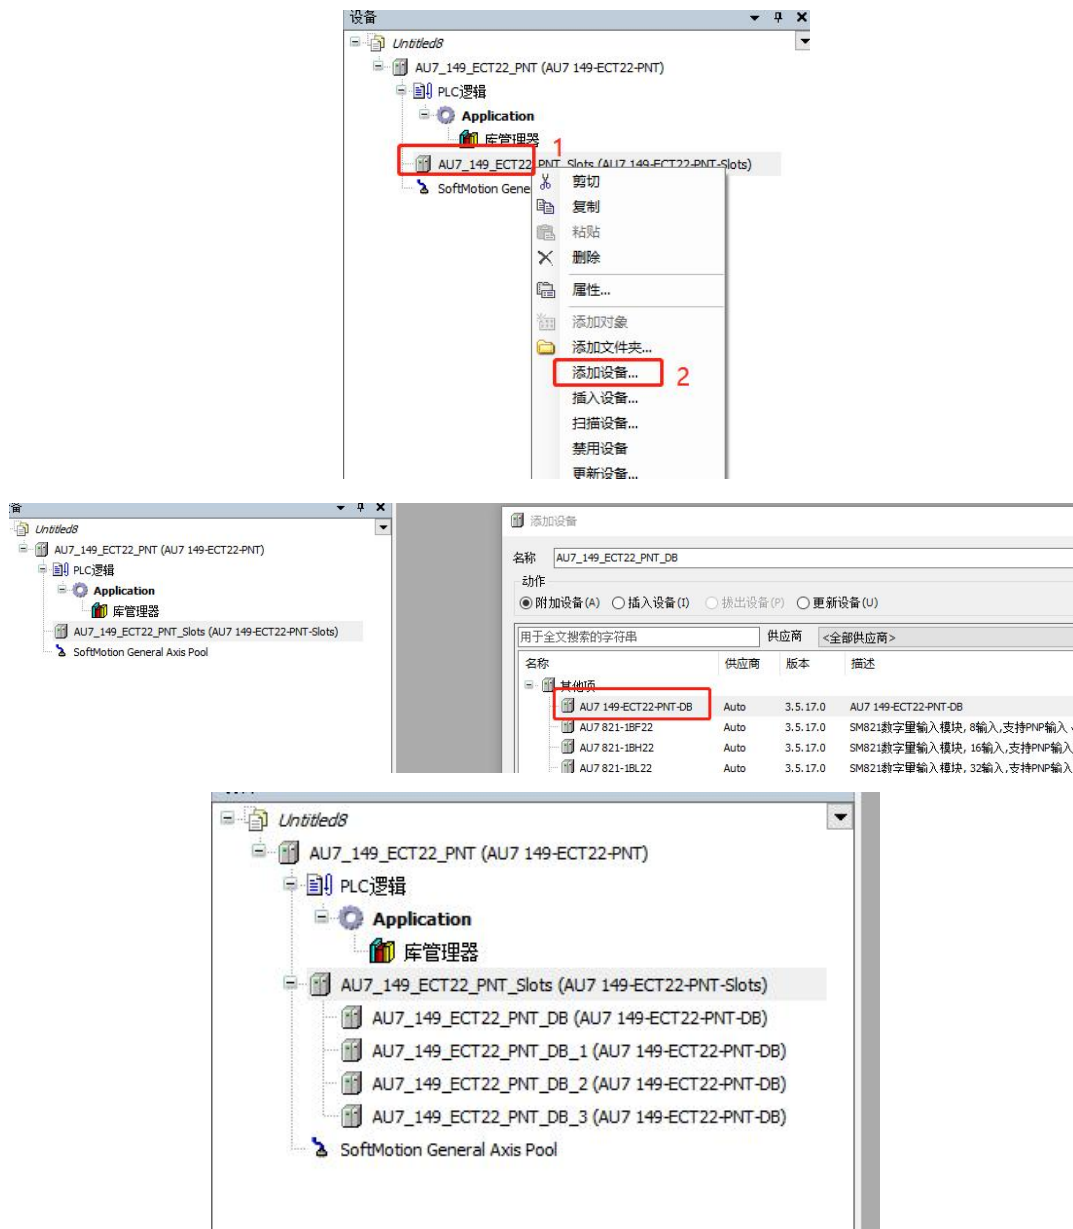 设备
Untitled8
AU7_149_ECT22_PNT (AU7 149-ECT22-PNT)
PLC逻辑
Application
库管理器
1
AU7_149_ECT22_PNT_Slots (AU7 149-ECT22-PNT-Slots)
剪切
SoftMotion Gene
复制
粘贴
删除
属性...
添加对象
添加文件夹...
添加设备...
2
插入设备...
扫描设备...
禁用设备
更新设备...
备
Untitled8
AU7_149_ECT22_PNT (AU7 149-ECT22-PNT)
PLC逻辑
Application
库管理器
AU7_149_ECT22_PNT_Slots (AU7 149-ECT22-PNT-Slots)
SoftMotion General Axis Pool
添加设备
名称 AU7_149_ECT22_PNT_DB
动作
附加设备(A) 插入设备(I) 拔出设备(P) 更新设备(U)
用于全文搜索的字符串 供应商 <全部供应商>
名称 供应商 版本 描述
其他项
AU7 149-ECT22-PNT-DB Auto 3.5.17.0 AU7 149-ECT22-PNT-DB
AU7 821-1BF22 Auto 3.5.17.0 SM821数字量输入模块, 8输入,支持PNP输入
AU7 821-1BH22 Auto 3.5.17.0 SM821数字量输入模块, 16输入,支持PNP输入
AU7 821-1BL22 Auto 3.5.17.0 SM821数字量输入模块, 32输入,支持PNP输入
Untitled8
AU7_149_ECT22_PNT (AU7 149-ECT22-PNT)
PLC逻辑
Application
库管理器
AU7_149_ECT22_PNT_Slots (AU7 149-ECT22-PNT-Slots)
AU7_149_ECT22_PNT_DB (AU7 149-ECT22-PNT-DB)
AU7_149_ECT22_PNT_DB_1 (AU7 149-ECT22-PNT-DB)
AU7_149_ECT22_PNT_DB_2 (AU7 149-ECT22-PNT-DB)
AU7_149_ECT22_PNT_DB_3 (AU7 149-ECT22-PNT-DB)
SoftMotion General Axis Pool